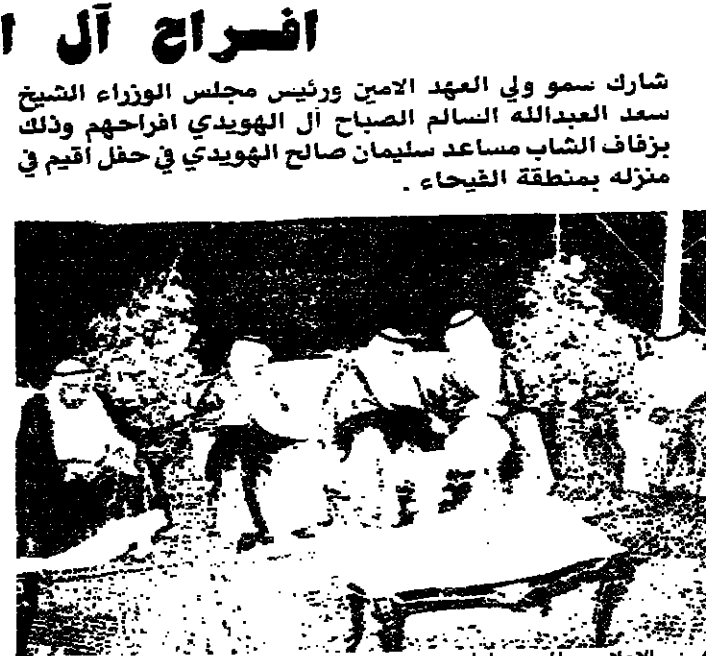 افـراح آل
شارك سمو ولي العهد الامين ورئيس مجلس الوزراء الشيخ
سعد العبدالله السالم الصباح آل الهويدي افراحهم وذلك
بزفاف الشاب مساعد سليمان صالح الهويدي في حفل اقيم في
منزله بمنطقة الفيحاء .